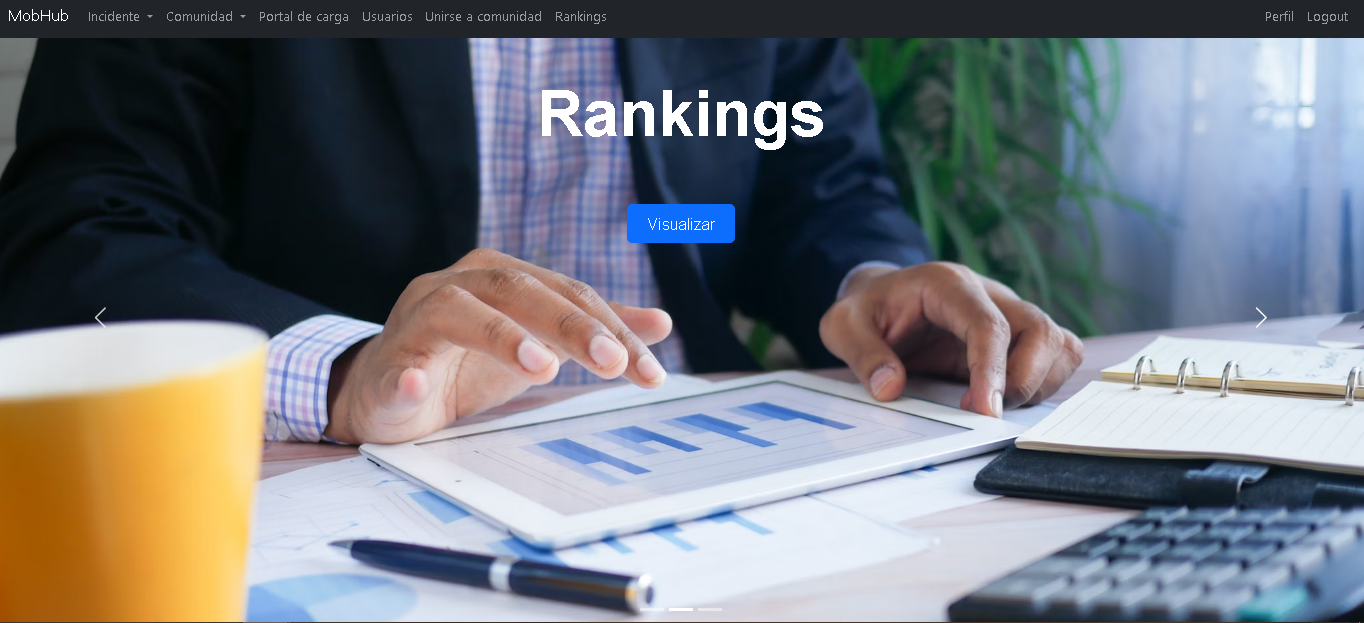 MobHub Incidente Comunidad Portal de carga Usuarios Unirse a comunidad Rankings Perfil Logout
Rankings
Visualizar